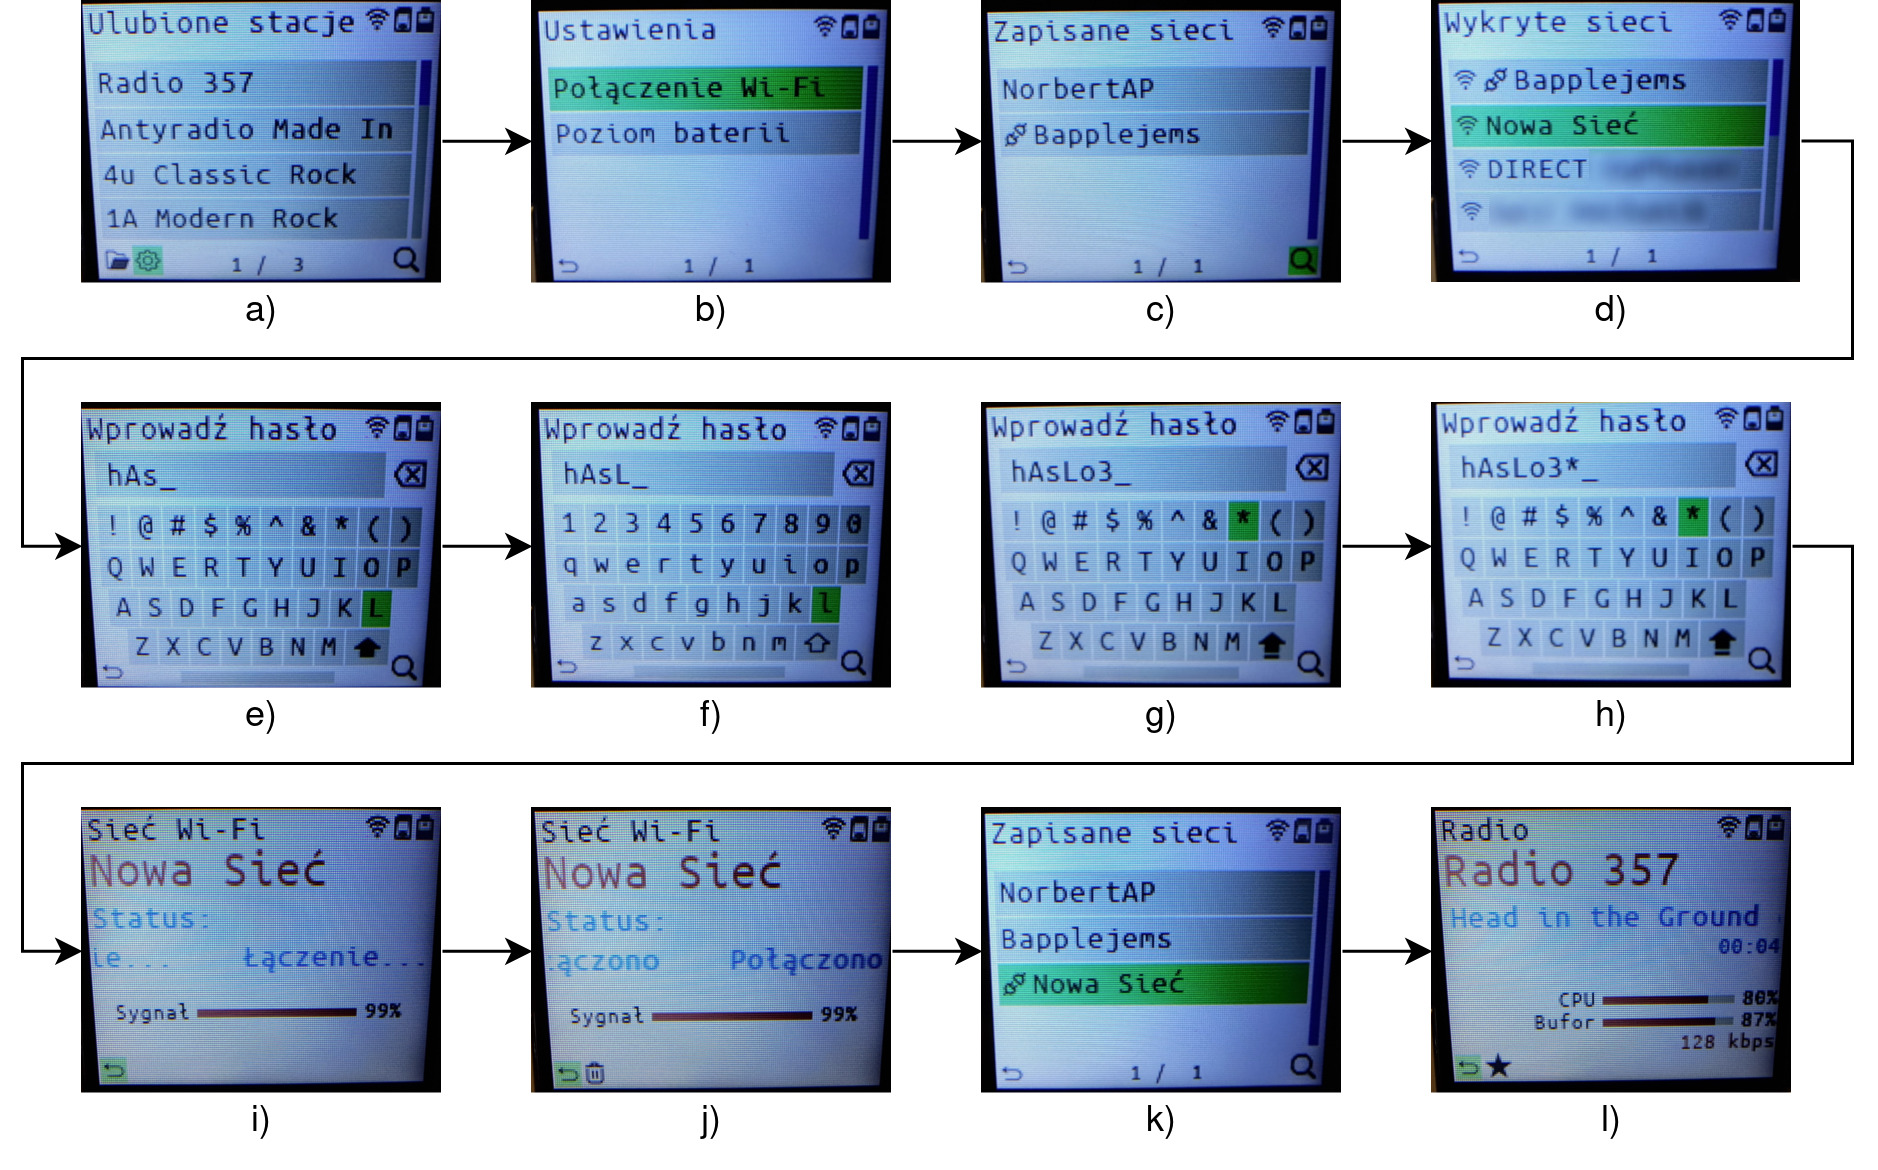 Ulubione stacje
Radio 357
Antyradio Made In
4u Classic Rock
1A Modern Rock
1 / 3
a)
Ustawienia
Połączenie Wi-Fi
Poziom baterii
1 / 1
b)
Zapisane sieci
NorbertAP
Bapplejems
1 / 1
c)
Wykryte sieci
Bapplejems
Nowa Sieć
DIRECT
1 / 1
d)
Wprowadź hasło
hAs_
! @ # $ % ^ & * ( )
Q W E R T Y U I O P
A S D F G H J K L
Z X C V B N M
e)
Wprowadź hasło
hAsL_
1 2 3 4 5 6 7 8 9 0
q w e r t y u i o p
a s d f g h j k l
z x c v b n m
f)
Wprowadź hasło
hAsLo3_
! @ # $ % ^ & * ( )
Q W E R T Y U I O P
A S D F G H J K L
Z X C V B N M
g)
Wprowadź hasło
hAsLo3*_
! @ # $ % ^ & * ( )
Q W E R T Y U I O P
A S D F G H J K L
Z X C V B N M
h)
Sieć Wi-Fi
Nowa Sieć
Status:
ie... Łączenie...
Sygnał 99%
i)
Sieć Wi-Fi
Nowa Sieć
Status:
ączono Połączono
Sygnał 99%
j)
Zapisane sieci
NorbertAP
Bapplejems
Nowa Sieć
1 / 1
k)
Radio
Radio 357
Head in the Ground
00:04
CPU 80%
Bufor 87%
128 kbps
l)